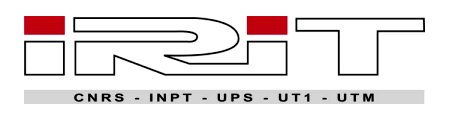 iRiT
CNRS - INPT - UPS - UT1 - UTM